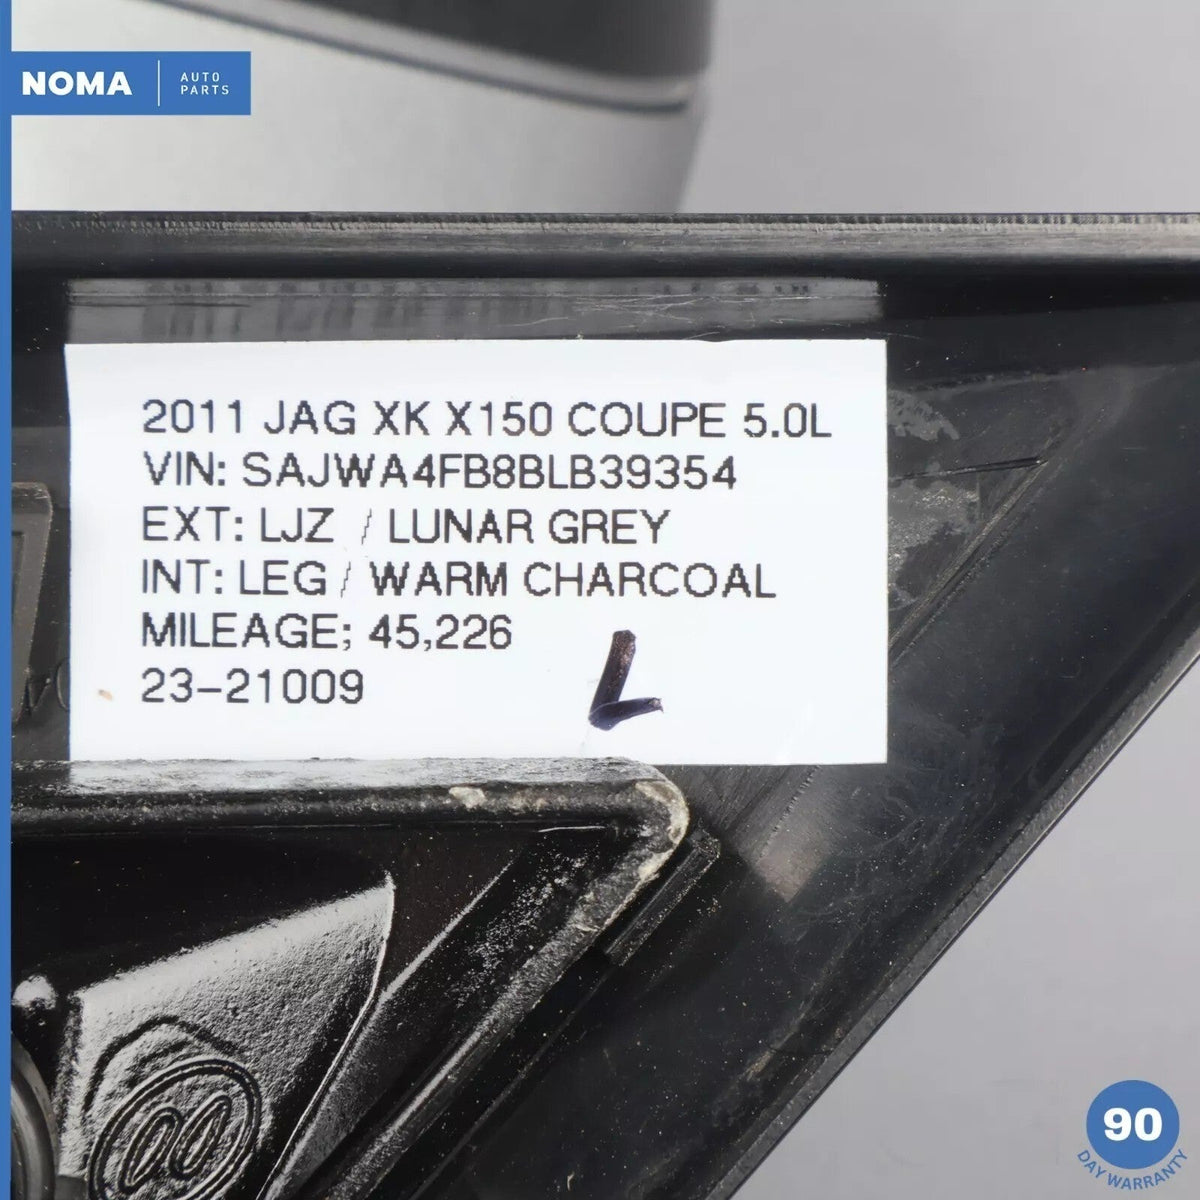 NOMA
AUTO
PARTS
2011 JAG XK X150 COUPE 5.0L
VIN: SAJWA4FB8BLB39354
EXT: LJZ / LUNAR GREY
INT: LEG / WARM CHARCOAL
MILEAGE; 45,226
23-21009
L
90
DAY WARRANTY